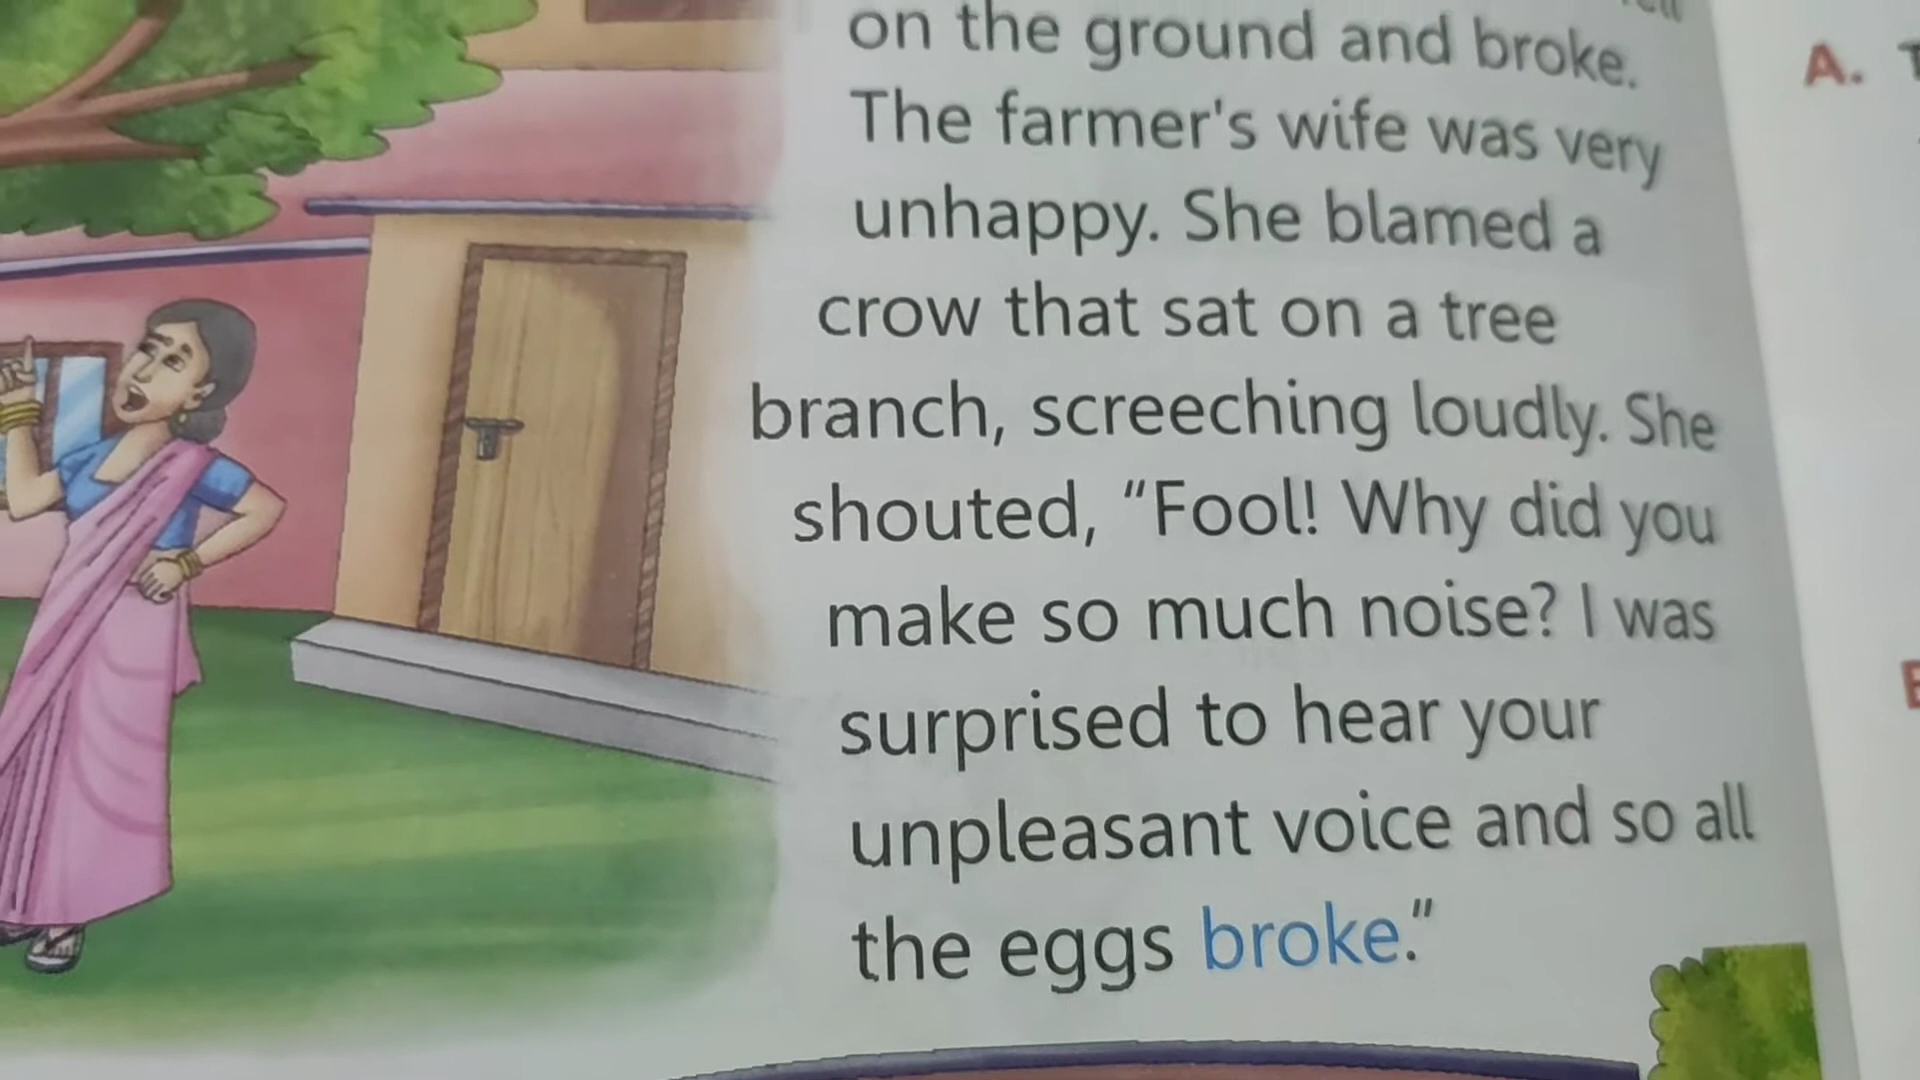 on the ground and broke.
The farmer's wife was very
unhappy. She blamed a
crow that sat on a tree
branch, screeching loudly. She
shouted, “Fool! Why did you
make so much noise? I was
surprised to hear your
unpleasant voice and so all
the eggs broke.”
A.